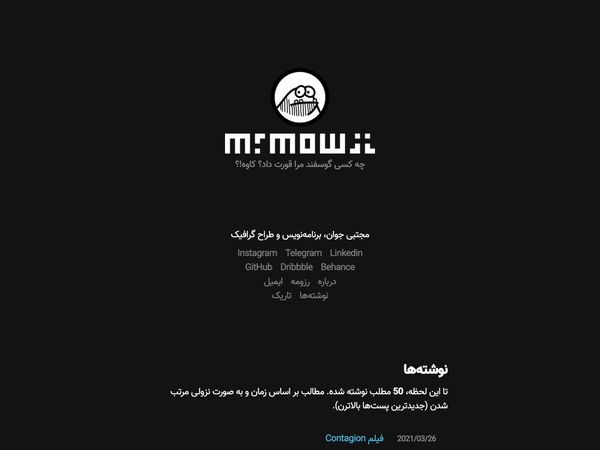 mrmowji
چه کسی گوسفند مرا قورت داد؟ کاوه!؟
مجتبی جوان، برنامه‌نویس و طراح گرافیک
Instagram Telegram Linkedin
GitHub Dribbble Behance
درباره رزومه ایمیل
نوشته‌ها تاریک
نوشته‌ها
تا این لحظه، 50 مطلب نوشته شده. مطالب بر اساس زمان و به صورت نزولی مرتب
شدن (جدیدترین پست‌ها بالاترن).
2021/03/26 فیلم Contagion